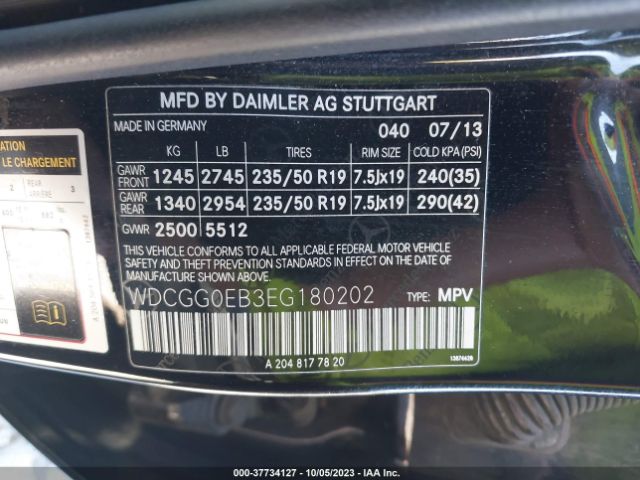 MFD BY DAIMLER AG STUTTGART
MADE IN GERMANY 040 07/13
KG LB TIRES RIM SIZE COLD KPA(PSI)
GAWR FRONT 1245 2745 235/50 R19 7.5Jx19 240(35)
GAWR REAR 1340 2954 235/50 R19 7.5Jx19 290(42)
GVWR 2500 5512
THIS VEHICLE CONFORMS TO ALL APPLICABLE FEDERAL MOTOR VEHICLE
SAFETY AND THEFT PREVENTION STANDARDS IN EFFECT ON THE DATE OF
MANUFACTURE SHOWN ABOVE.
WDCGG0EB3EG180202 TYPE: MPV
A 204 817 78 20
LE CHARGEMENT
2 REAR 3
ARRIÈRE
000-37734127 - 10/05/2023 - IAA Inc.